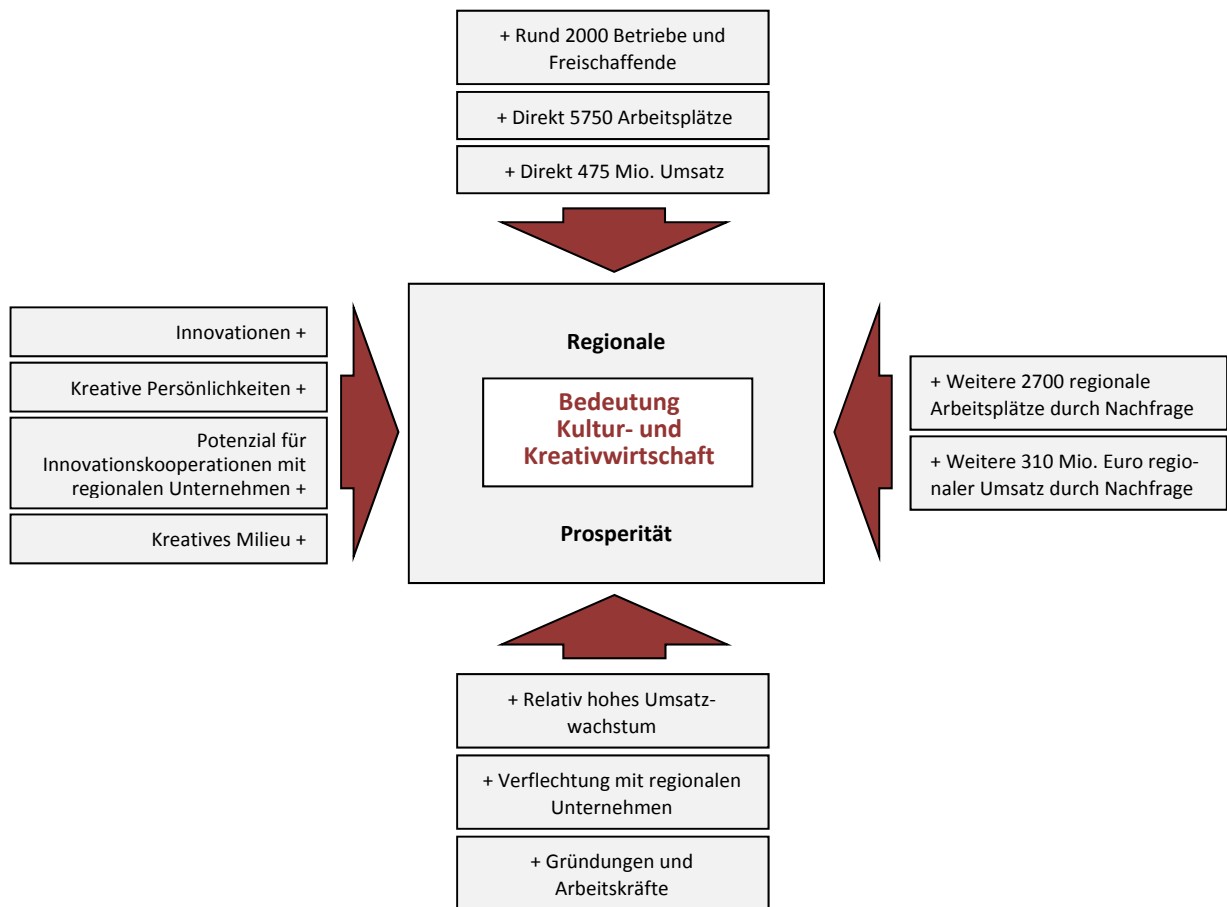 + Rund 2000 Betriebe und
Freischaffende
+ Direkt 5750 Arbeitsplätze
+ Direkt 475 Mio. Umsatz
Innovationen +
Kreative Persönlichkeiten +
Potenzial für
Innovationskooperationen mit
regionalen Unternehmen +
Kreatives Milieu +
Regionale
Bedeutung
Kultur- und
Kreativwirtschaft
Prosperität
+ Weitere 2700 regionale
Arbeitsplätze durch Nachfrage
+ Weitere 310 Mio. Euro regio-
naler Umsatz durch Nachfrage
+ Relativ hohes Umsatz-
wachstum
+ Verflechtung mit regionalen
Unternehmen
+ Gründungen und
Arbeitskräfte